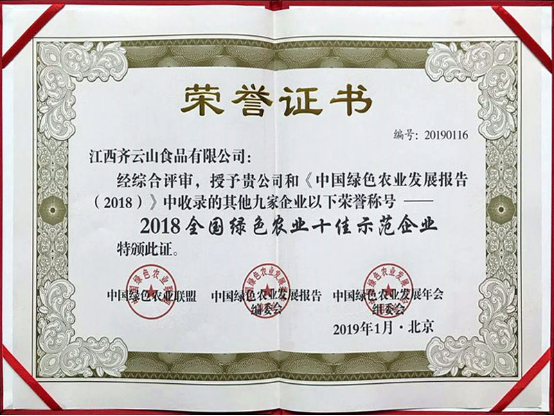 荣誉证书
编号: 20190116
江西齐云山食品有限公司:
经综合评审，授予贵公司和《中国绿色农业发展报告
（2018）》中收录的其他九家企业以下荣誉称号 ——
2018全国绿色农业十佳示范企业
特颁此证。
中国绿色农业联盟 中国绿色农业发展报告 中国绿色农业发展年会
编委会 组委会
2019年1月·北京